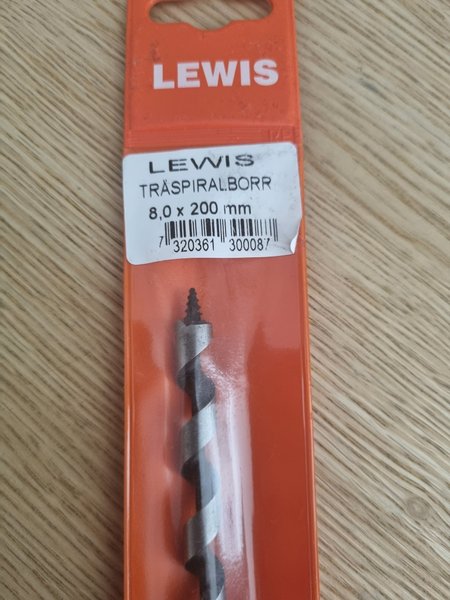 LEWIS
LEWIS
TRÄSPIRALBORR
8,0 x 200 mm
7 320361 300087